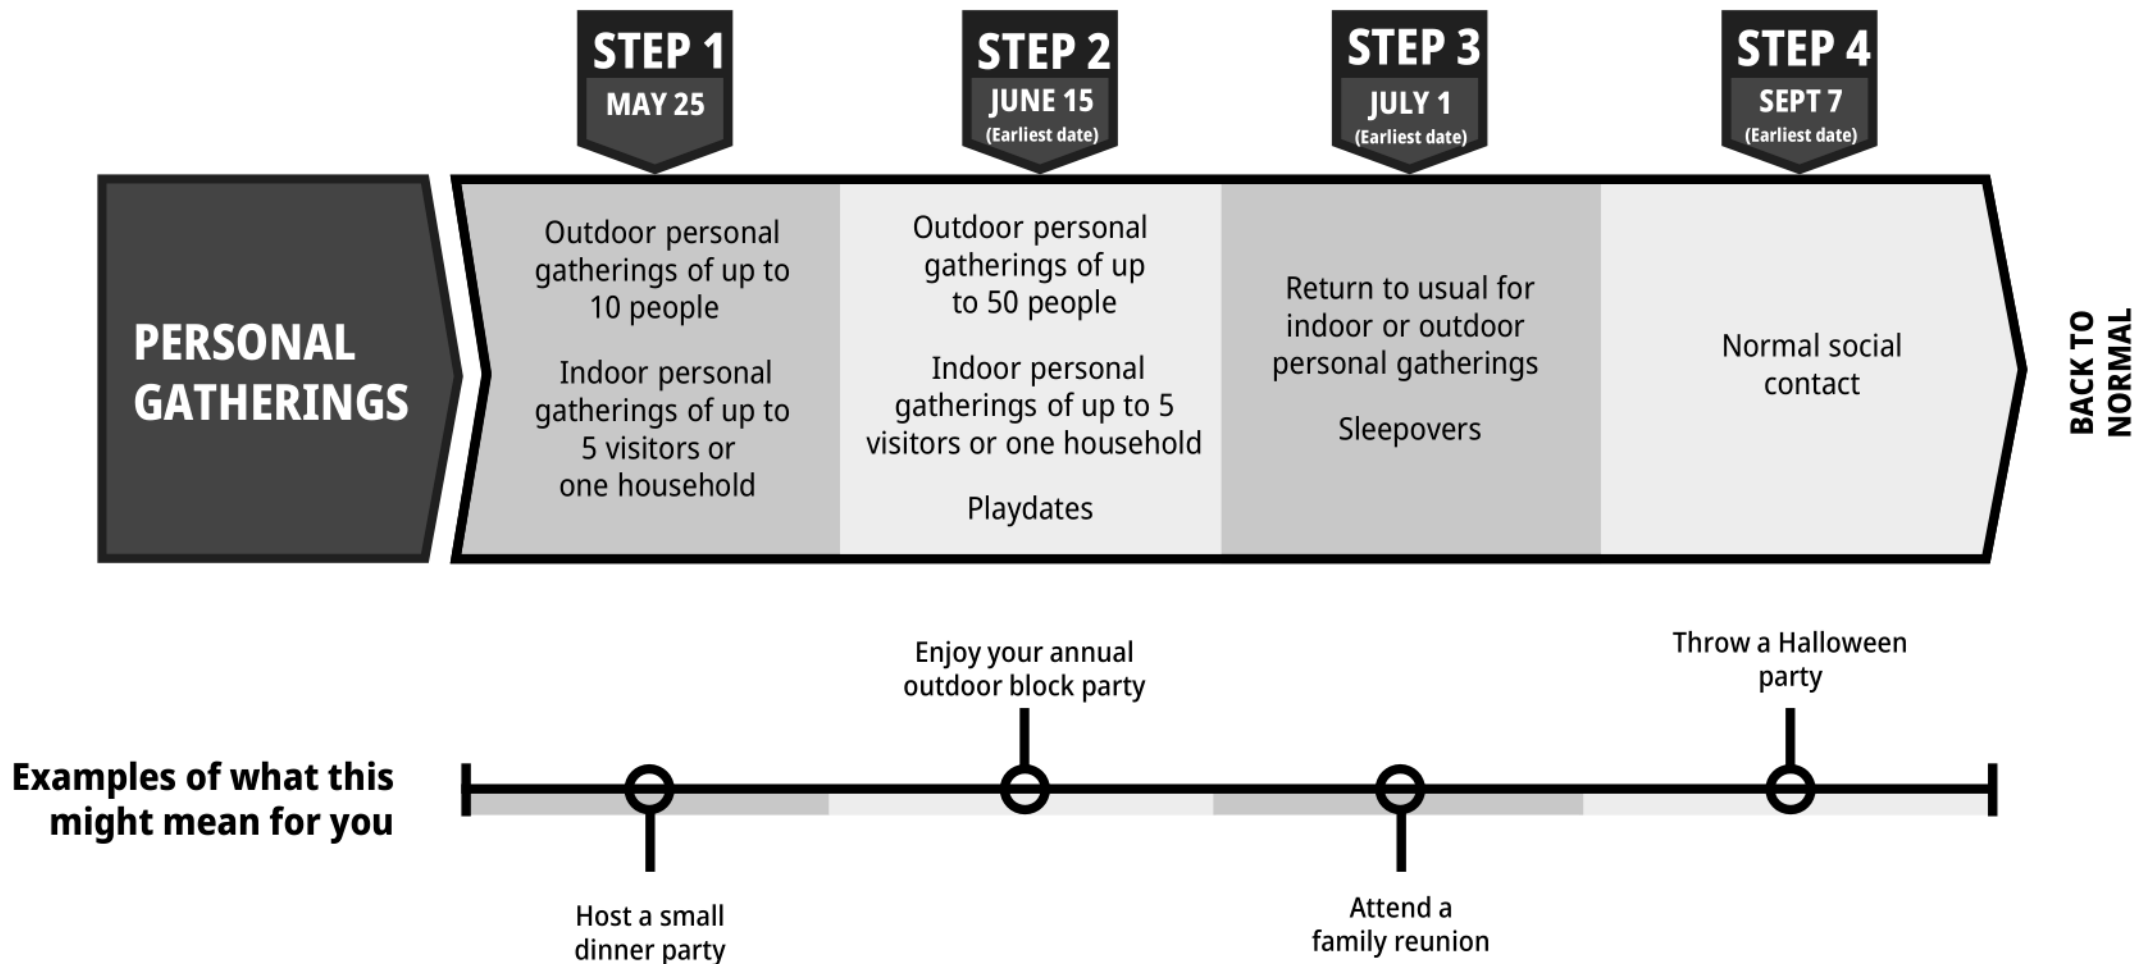 STEP 1
MAY 25
STEP 2
JUNE 15
(Earliest date)
STEP 3
JULY 1
(Earliest date)
STEP 4
SEPT 7
(Earliest date)
PERSONAL
GATHERINGS
Outdoor personal
gatherings of up to
10 people
Indoor personal
gatherings of up to
5 visitors or
one household
Outdoor personal
gatherings of up
to 50 people
Indoor personal
gatherings of up to 5
visitors or one household
Playdates
Return to usual for
indoor or outdoor
personal gatherings
Sleepovers
Normal social
contact
BACK TO
NORMAL
Examples of what this
might mean for you
Host a small
dinner party
Enjoy your annual
outdoor block party
Attend a
family reunion
Throw a Halloween
party